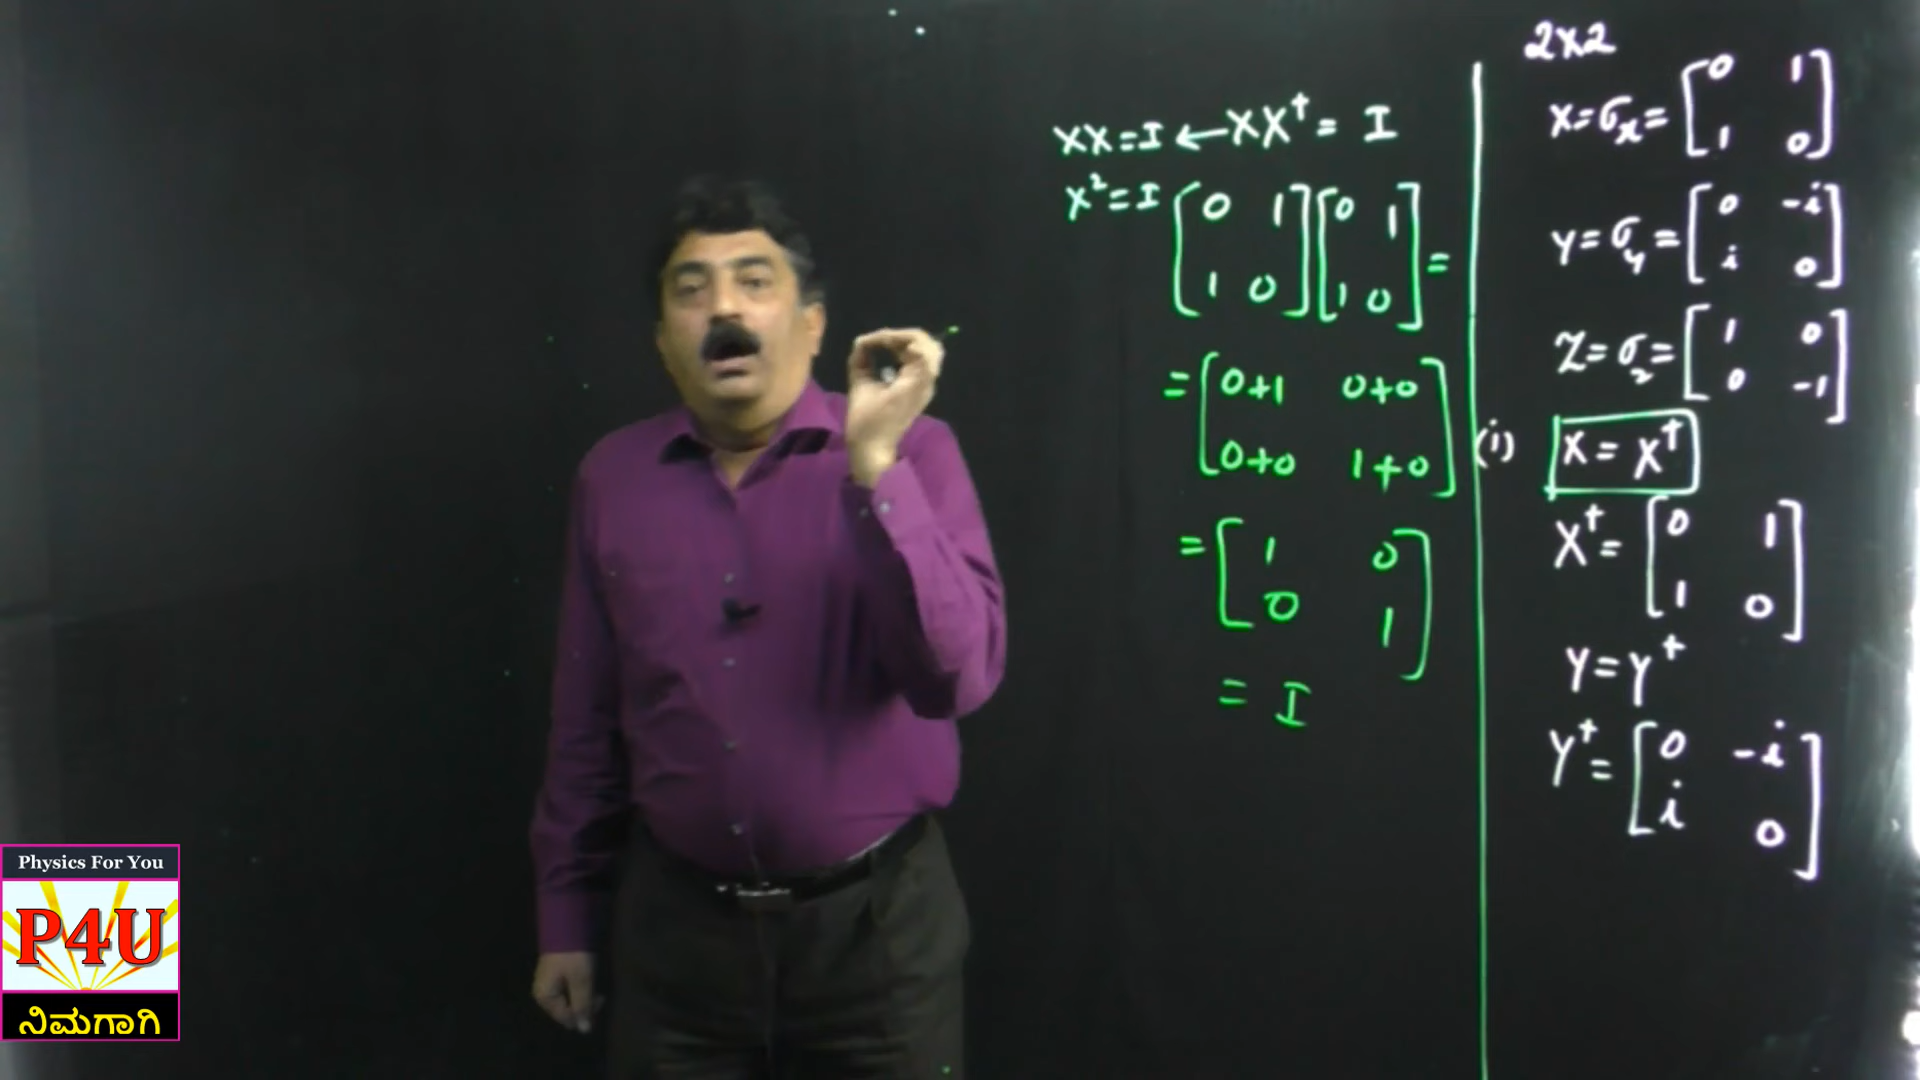 XX=I ← XX† = I
X²=I [0 1 1 0] [0 1 1 0] =
= [0+1 0+0
0+0 1+0]
= [1 0
0 1]
= I
2x2
X=σx= [0 1
1 0]
Y=σy= [0 -i
i 0]
Z=σz= [1 0
0 -1]
(i) X = X†
X†= [0 1
1 0]
Y=Y†
Y†= [0 -i
i 0]
Physics For You
P4U
ನಿಮಗಾಗಿ